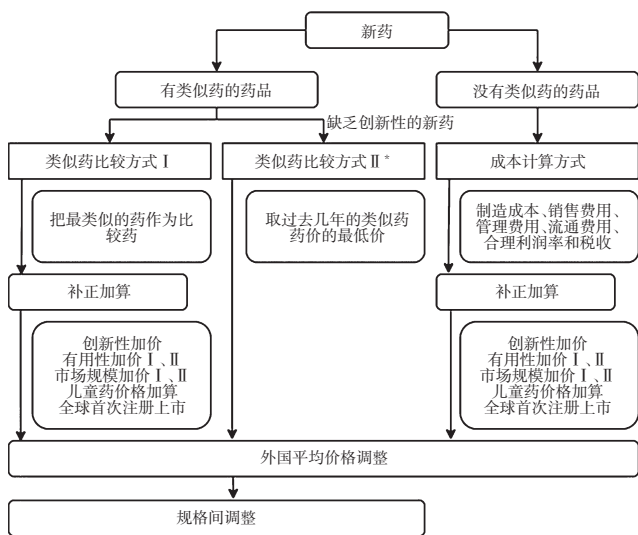 新药
有类似药的药品
没有类似药的药品
缺乏创新性的新药
类似药比较方式Ⅰ
类似药比较方式Ⅱ*
成本计算方式
把最类似的药作为比
较药
取过去几年的类似药
药价的最低价
制造成本、销售费用、
管理费用、流通费用、
合理利润率和税收
补正加算
补正加算
创新性加价
有用性加价Ⅰ、Ⅱ
市场规模加价Ⅰ、Ⅱ
儿童药价格加算
全球首次注册上市
创新性加价
有用性加价Ⅰ、Ⅱ
市场规模加价Ⅰ、Ⅱ
儿童药价格加算
全球首次注册上市
外国平均价格调整
规格间调整